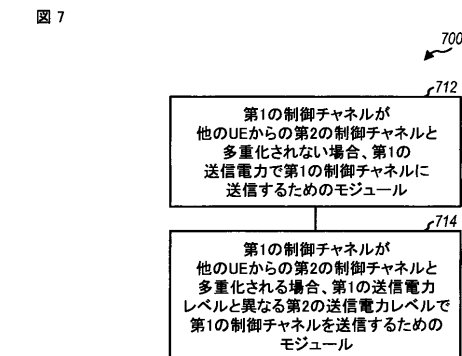 図 7
700
712
第1の制御チャネルが
他のUEからの第2の制御チャネルと
多重化されない場合、第1の
送信電力で第1の制御チャネルに
送信するためのモジュール
714
第1の制御チャネルが
他のUEからの第2の制御チャネルと
多重化される場合、第1の送信電力
レベルと異なる第2の送信電力レベルで
第1の制御チャネルを送信するための
モジュール